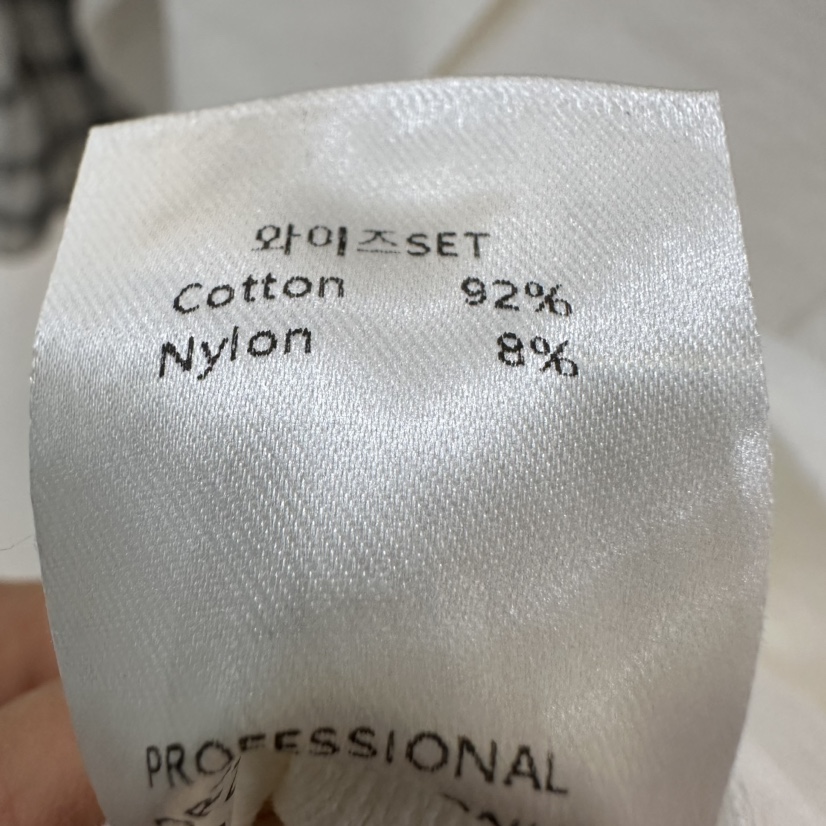 와이즈SET
Cotton 92%
Nylon 8%
PROFESSIONAL